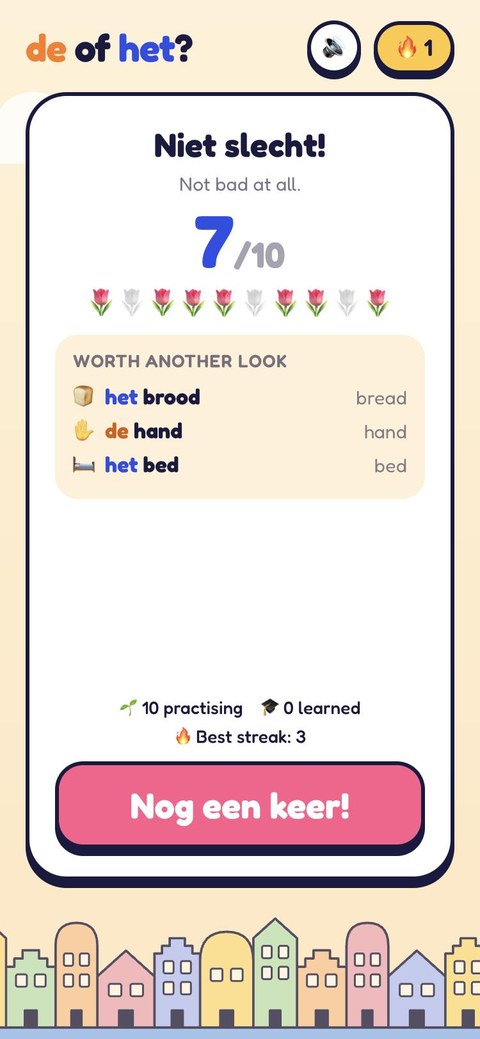 de of het?
1
Niet slecht!
Not bad at all.
7/10
WORTH ANOTHER LOOK
het brood bread
de hand hand
het bed bed
10 practising 0 learned
Best streak: 3
Nog een keer!